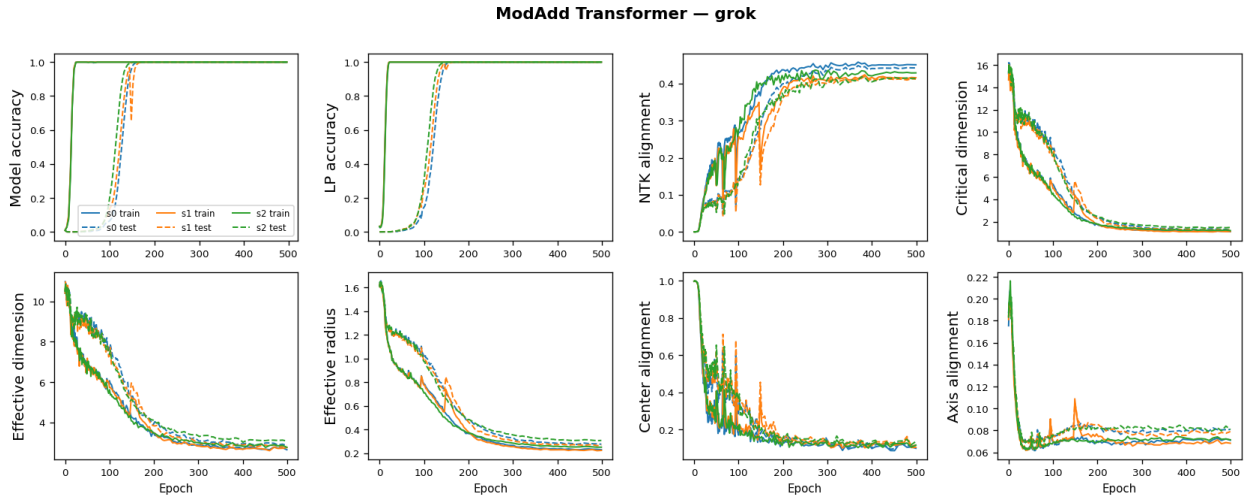 ModAdd Transformer — grok
Model accuracy
1.0
0.8
0.6
0.4
0.2
0.0
0 100 200 300 400 500
s0 train s1 train s2 train
s0 test s1 test s2 test
LP accuracy
1.0
0.8
0.6
0.4
0.2
0.0
0 100 200 300 400 500
NTK alignment
0.4
0.3
0.2
0.1
0.0
0 100 200 300 400 500
Critical dimension
16
14
12
10
8
6
4
2
0 100 200 300 400 500
Effective dimension
10
8
6
4
0 100 200 300 400 500
Epoch
Effective radius
1.6
1.4
1.2
1.0
0.8
0.6
0.4
0.2
0 100 200 300 400 500
Epoch
Center alignment
1.0
0.8
0.6
0.4
0.2
0 100 200 300 400 500
Epoch
Axis alignment
0.22
0.20
0.18
0.16
0.14
0.12
0.10
0.08
0.06
0 100 200 300 400 500
Epoch